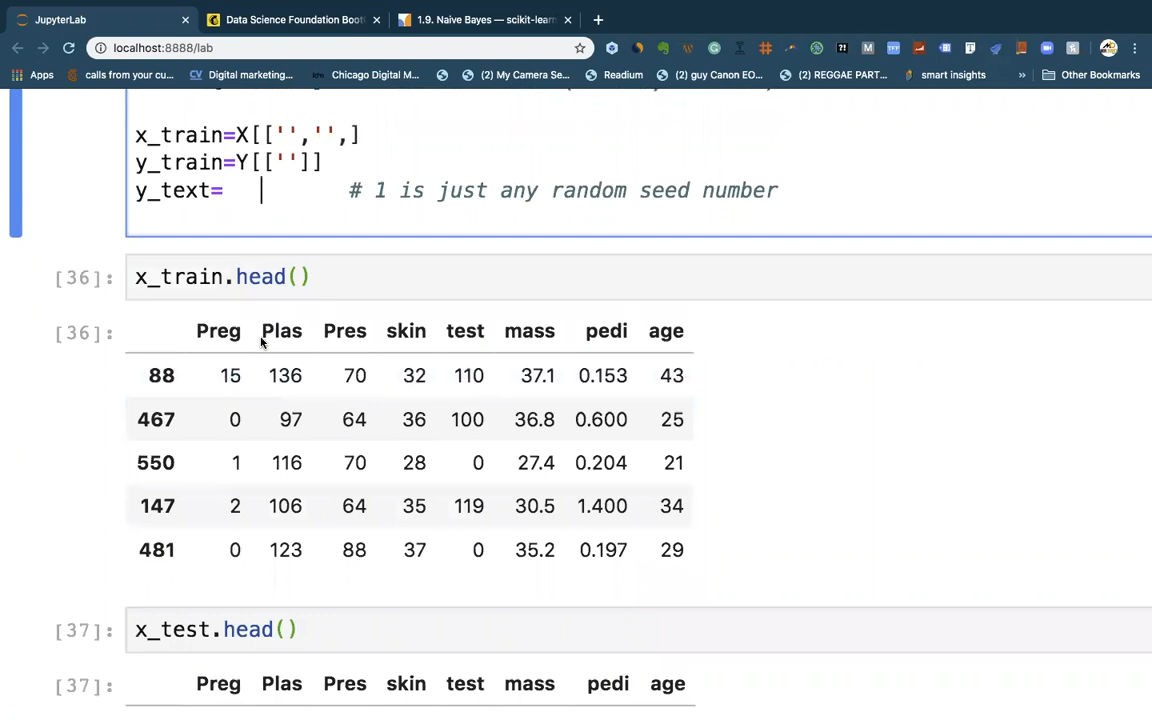 JupyterLab
Data Science Foundation Boot
1.9. Naive Bayes — scikit-learn
localhost:8888/lab
Apps calls from your cu... Digital marketing... Chicago Digital M... (2) My Camera Se... Readium (2) guy Canon EO... (2) REGGAE PART... smart insights » Other Bookmarks
x_train=X[['','',]
y_train=Y[['']]
y_text= # 1 is just any random seed number
[36]: x_train.head()
[36]: Preg Plas Pres skin test mass pedi age
88 15 136 70 32 110 37.1 0.153 43
467 0 97 64 36 100 36.8 0.600 25
550 1 116 70 28 0 27.4 0.204 21
147 2 106 64 35 119 30.5 1.400 34
481 0 123 88 37 0 35.2 0.197 29
[37]: x_test.head()
[37]: Preg Plas Pres skin test mass pedi age